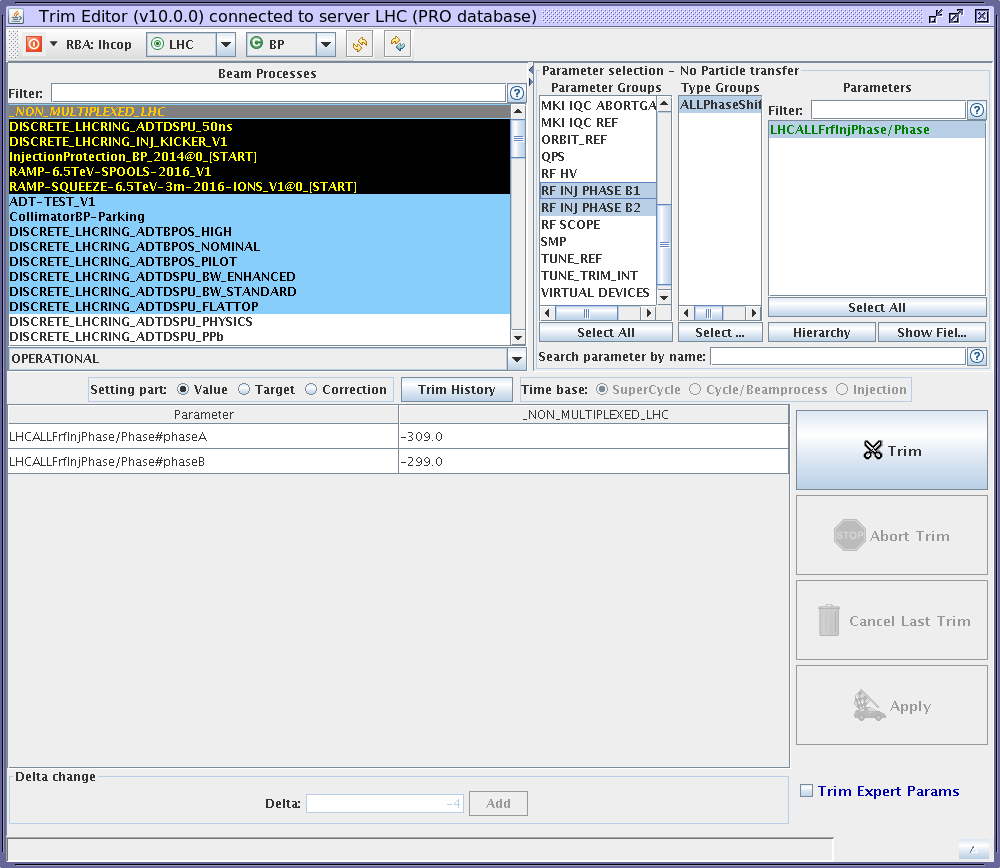 Trim Editor (v10.0.0) connected to server LHC (PRO database)
RBA: lhcop
LHC
BP
Beam Processes
Filter:
_NON_MULTIPLEXED_LHC
DISCRETE_LHCRING_ADTDSPU_50ns
DISCRETE_LHCRING_INJ_KICKER_V1
InjectionProtection_BP_2014@0_[START]
RAMP-6.5TeV-SPOOLS-2016_V1
RAMP-SQUEEZE-6.5TeV-3m-2016-IONS_V1@0_[START]
ADT-TEST_V1
CollimatorBP-Parking
DISCRETE_LHCRING_ADTBPOS_HIGH
DISCRETE_LHCRING_ADTBPOS_NOMINAL
DISCRETE_LHCRING_ADTBPOS_PILOT
DISCRETE_LHCRING_ADTDSPU_BW_ENHANCED
DISCRETE_LHCRING_ADTDSPU_BW_STANDARD
DISCRETE_LHCRING_ADTDSPU_FLATTOP
DISCRETE_LHCRING_ADTDSPU_PHYSICS
DISCRETE_LHCRING_ADTDSPU_PPb
OPERATIONAL
Parameter selection - No Particle transfer
Parameter Groups
MKI IQC ABORTGA
MKI IQC REF
ORBIT_REF
QPS
RF HV
RF INJ PHASE B1
RF INJ PHASE B2
RF SCOPE
SMP
TUNE_REF
TUNE_TRIM_INT
VIRTUAL DEVICES
Select All
Type Groups
ALLPhaseShif
Select ...
Parameters
Filter:
LHCALLFrfInjPhase/Phase
Select All
Hierarchy
Show Fiel...
Search parameter by name:
Setting part: Value Target Correction
Trim History
Time base: SuperCycle Cycle/Beamprocess Injection
Parameter _NON_MULTIPLEXED_LHC
LHCALLFrfInjPhase/Phase#phaseA -309.0
LHCALLFrfInjPhase/Phase#phaseB -299.0
Trim
STOP Abort Trim
Cancel Last Trim
Apply
Trim Expert Params
Delta change
Delta: -4 Add